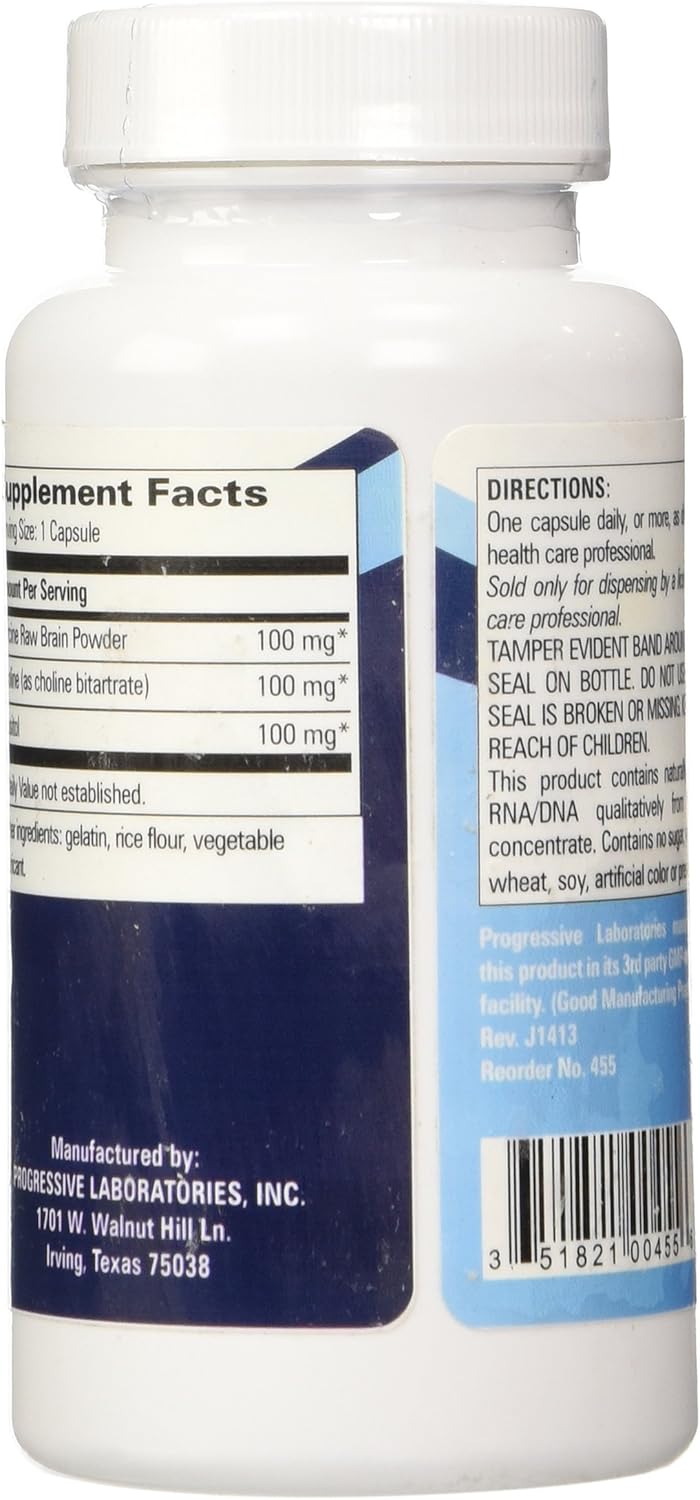 Supplement Facts
Size: 1 Capsule
Per Serving
Raw Brain Powder 100 mg*
(as choline bitartrate) 100 mg*
100 mg*
Value not established.
ingredients: gelatin, rice flour, vegetable
Manufactured by:
PROGRESSIVE LABORATORIES, INC.
1701 W. Walnut Hill Ln.
Irving, Texas 75038
DIRECTIONS:
One capsule daily, or more, as
health care professional.
Sold only for dispensing by a
care professional.
TAMPER EVIDENT BAND
SEAL ON BOTTLE. DO NOT
SEAL IS BROKEN OR MISSING.
REACH OF CHILDREN.
This product contains
RNA/DNA qualitatively from
concentrate. Contains no sugar,
wheat, soy, artificial color or
Progressive Laboratories
this product in its 3rd party
facility. (Good Manufacturing
Rev. J1413
Reorder No. 455
3 51821 00455